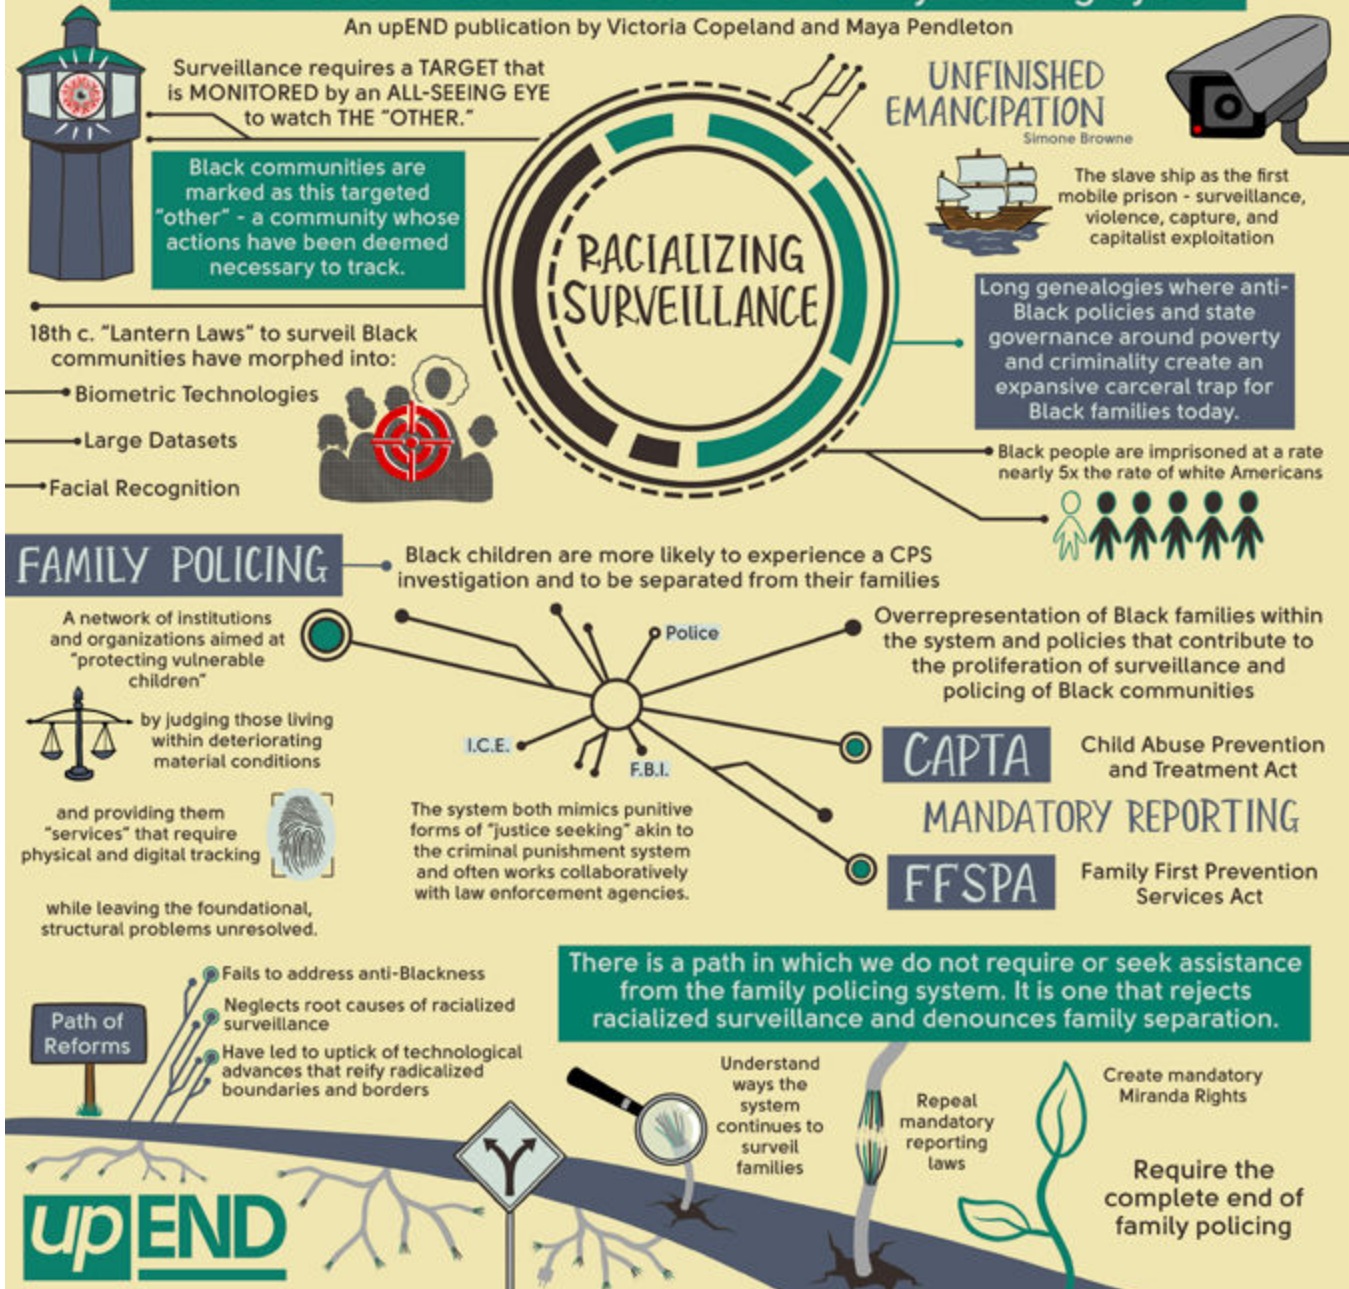 An upEND publication by Victoria Copeland and Maya Pendleton
Surveillance requires a TARGET that
is MONITORED by an ALL-SEEING EYE
to watch THE "OTHER."
Black communities are
marked as this targeted
"other" - a community whose
actions have been deemed
necessary to track.
RACIALIZING
SURVEILLANCE
UNFINISHED
EMANCIPATION
Simone Browne
The slave ship as the first
mobile prison - surveillance,
violence, capture, and
capitalist exploitation
Long genealogies where anti-
Black policies and state
governance around poverty
and criminality create an
expansive carceral trap for
Black families today.
Black people are imprisoned at a rate
nearly 5x the rate of white Americans
18th c. "Lantern Laws" to surveil Black
communities have morphed into:
Biometric Technologies
Large Datasets
Facial Recognition
FAMILY POLICING
Black children are more likely to experience a CPS
investigation and to be separated from their families
A network of institutions
and organizations aimed at
"protecting vulnerable
children"
by judging those living
within deteriorating
material conditions
and providing them
"services" that require
physical and digital tracking
while leaving the foundational,
structural problems unresolved.
Police
I.C.E.
F.B.I.
The system both mimics punitive
forms of "justice seeking" akin to
the criminal punishment system
and often works collaboratively
with law enforcement agencies.
Overrepresentation of Black families within
the system and policies that contribute to
the proliferation of surveillance and
policing of Black communities
CAPTA
Child Abuse Prevention
and Treatment Act
MANDATORY REPORTING
FFSPA
Family First Prevention
Services Act
Path of
Reforms
Fails to address anti-Blackness
Neglects root causes of racialized
surveillance
Have led to uptick of technological
advances that reify radicalized
boundaries and borders
There is a path in which we do not require or seek assistance
from the family policing system. It is one that rejects
racialized surveillance and denounces family separation.
Understand
ways the
system
continues to
surveil
families
Repeal
mandatory
reporting
laws
Create mandatory
Miranda Rights
Require the
complete end of
family policing
upEND